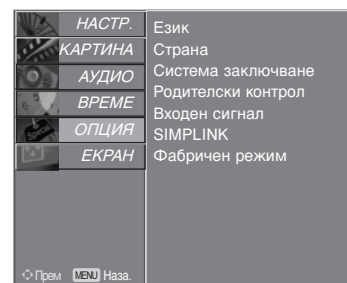 НАСТР.
КАРТИНА
АУДИО
ВРЕМЕ
ОПЦИЯ
ЕКРАН
Език
Страна
Система заключване
Родителски контрол
Входен сигнал
SIMPLINK
Фабричен режим
Прем MENU Наза.